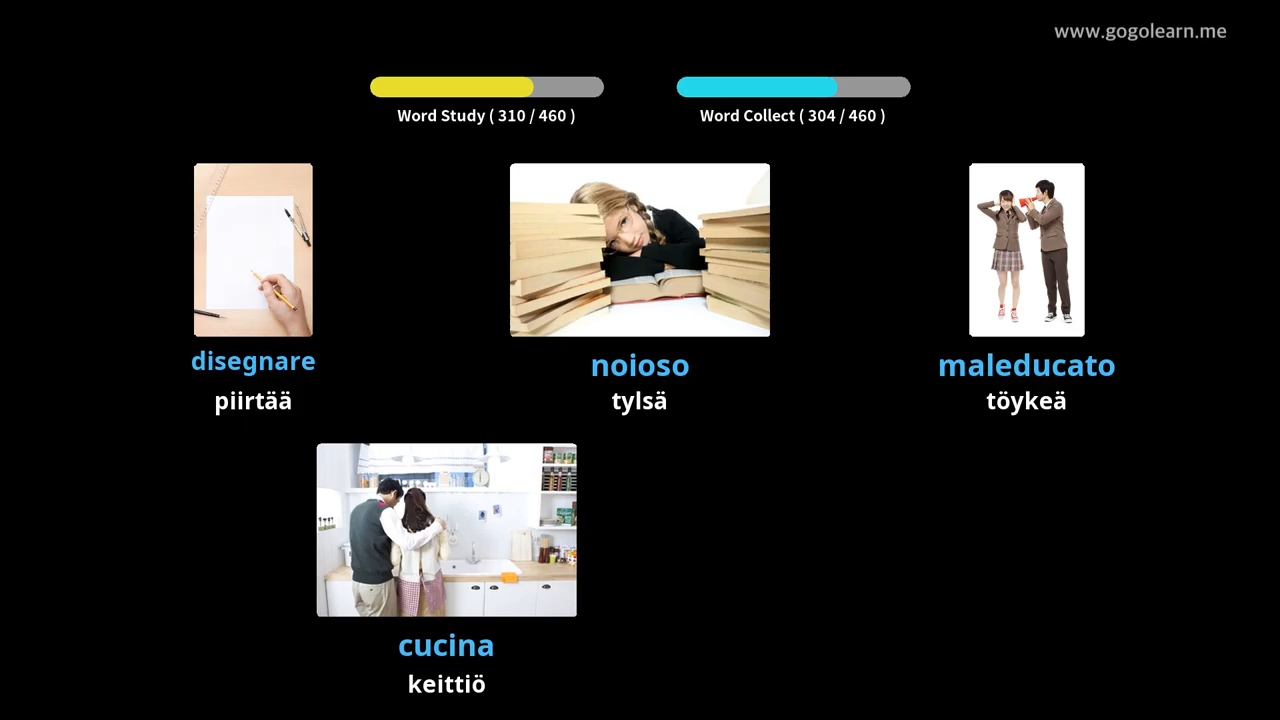 www.gogolearn.me
Word Study ( 310 / 460 )
Word Collect ( 304 / 460 )
disegnare
piirtää
noioso
tylsä
maleducato
töykeä
cucina
keittiö